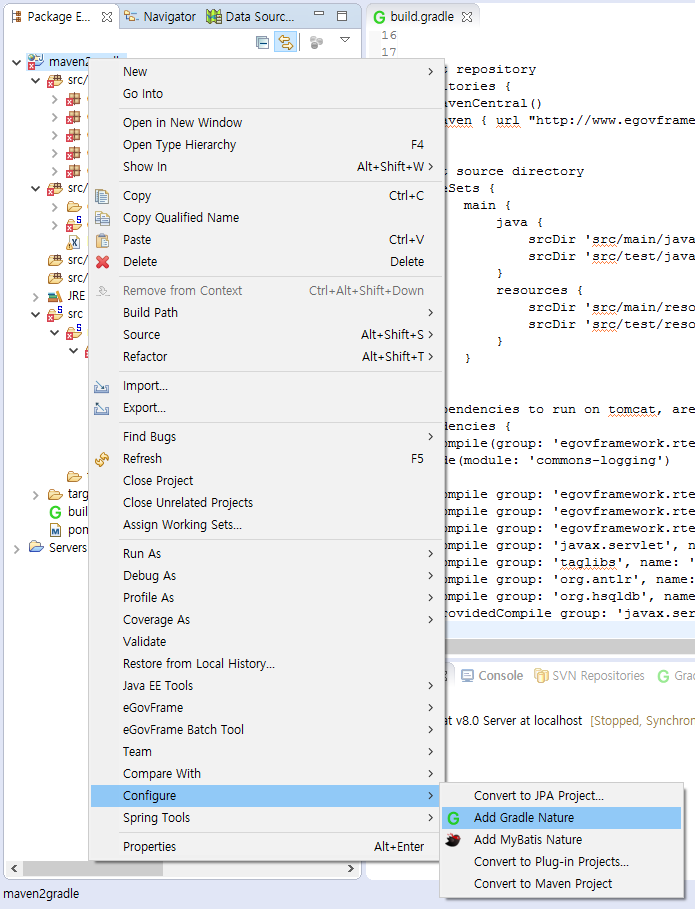 Package E...
Navigator
Data Sourc...
build.gradle
maven2
16
17
src/
src/
src/
src/
JRE
src
targ
buil
pom
Servers
New
Go Into
Open in New Window
Open Type Hierarchy F4
Show In Alt+Shift+W
Copy Ctrl+C
Copy Qualified Name
Paste Ctrl+V
Delete Delete
Remove from Context Ctrl+Alt+Shift+Down
Build Path
Source Alt+Shift+S
Refactor Alt+Shift+T
Import...
Export...
Find Bugs
Refresh F5
Close Project
Close Unrelated Projects
Assign Working Sets...
Run As
Debug As
Profile As
Coverage As
Validate
Restore from Local History...
Java EE Tools
eGovFrame
eGovFrame Batch Tool
Team
Compare With
Configure
Spring Tools
Properties Alt+Enter
Convert to JPA Project...
Add Gradle Nature
Add MyBatis Nature
Convert to Plug-in Projects...
Convert to Maven Project
t repository
itories {
avenCentral()
aven { url "http://www.egovframe
t source directory
eSets {
main {
java {
srcDir 'src/main/java
srcDir 'src/test/java
}
resources {
srcDir 'src/main/reso
srcDir 'src/test/reso
}
}
pendencies to run on tomcat, are
dencies {
ompile(group: 'egovframework.rte
de(module: 'commons-logging')
ompile group: 'egovframework.rte
ompile group: 'egovframework.rte
ompile group: 'egovframework.rte
ompile group: 'javax.servlet', n
ompile group: 'taglibs', name: '
ompile group: 'org.antlr', name:
ompile group: 'org.hsqldb', name
rovidedCompile group: 'javax.ser
Console
SVN Repositories
Grad
at v8.0 Server at localhost [Stopped, Synchron
maven2gradle